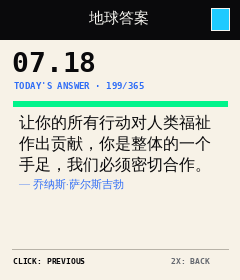 地球答案
07.18
TODAY'S ANSWER · 199/365
让你的所有行动对人类福祉
作出贡献，你是整体的一个
手足，我们必须密切合作。
— 乔纳斯·萨尔斯吉勃
CLICK: PREVIOUS
2X: BACK